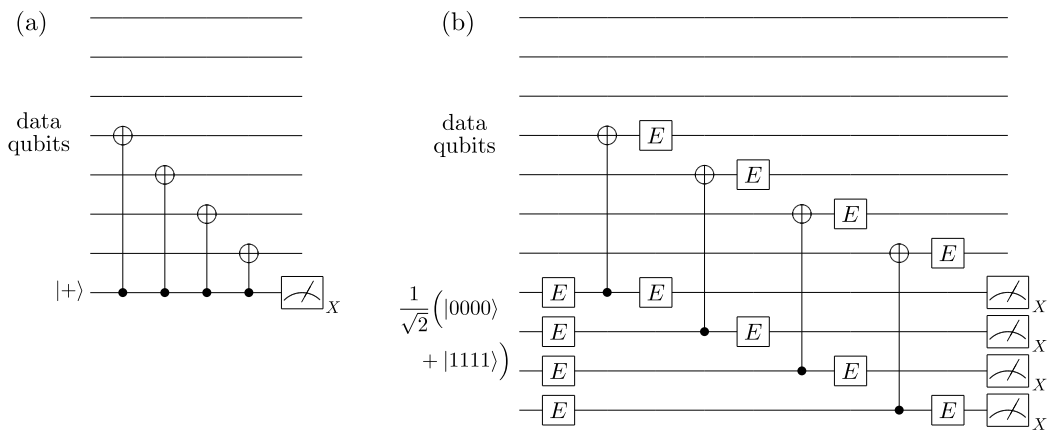 (a)
data
qubits
|+⟩
X
(b)
data
qubits
E
E
E
E
1/√2 (|0000⟩
+ |1111⟩)
E
E
X
E
E
X
E
E
X
E
E
X